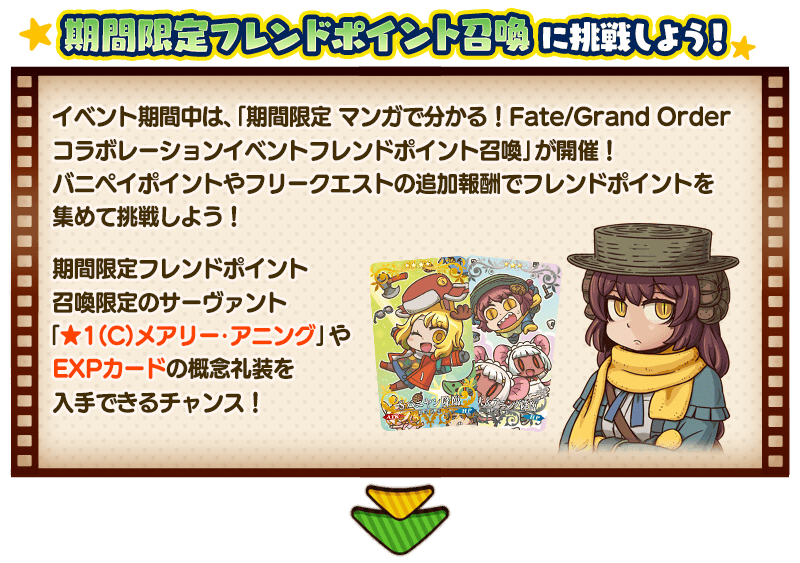 期間限定フレンドポイント召喚に挑戦しよう！
イベント期間中は、「期間限定 マンガで分かる！Fate/Grand Order
コラボレーションイベントフレンドポイント召喚」が開催！
バニペイポイントやフリークエストの追加報酬でフレンドポイントを
集めて挑戦しよう！
期間限定フレンドポイント
召喚限定のサーヴァント
「★1（C）メアリー・アニング」や
EXPカードの概念礼装を
入手できるチャンス！